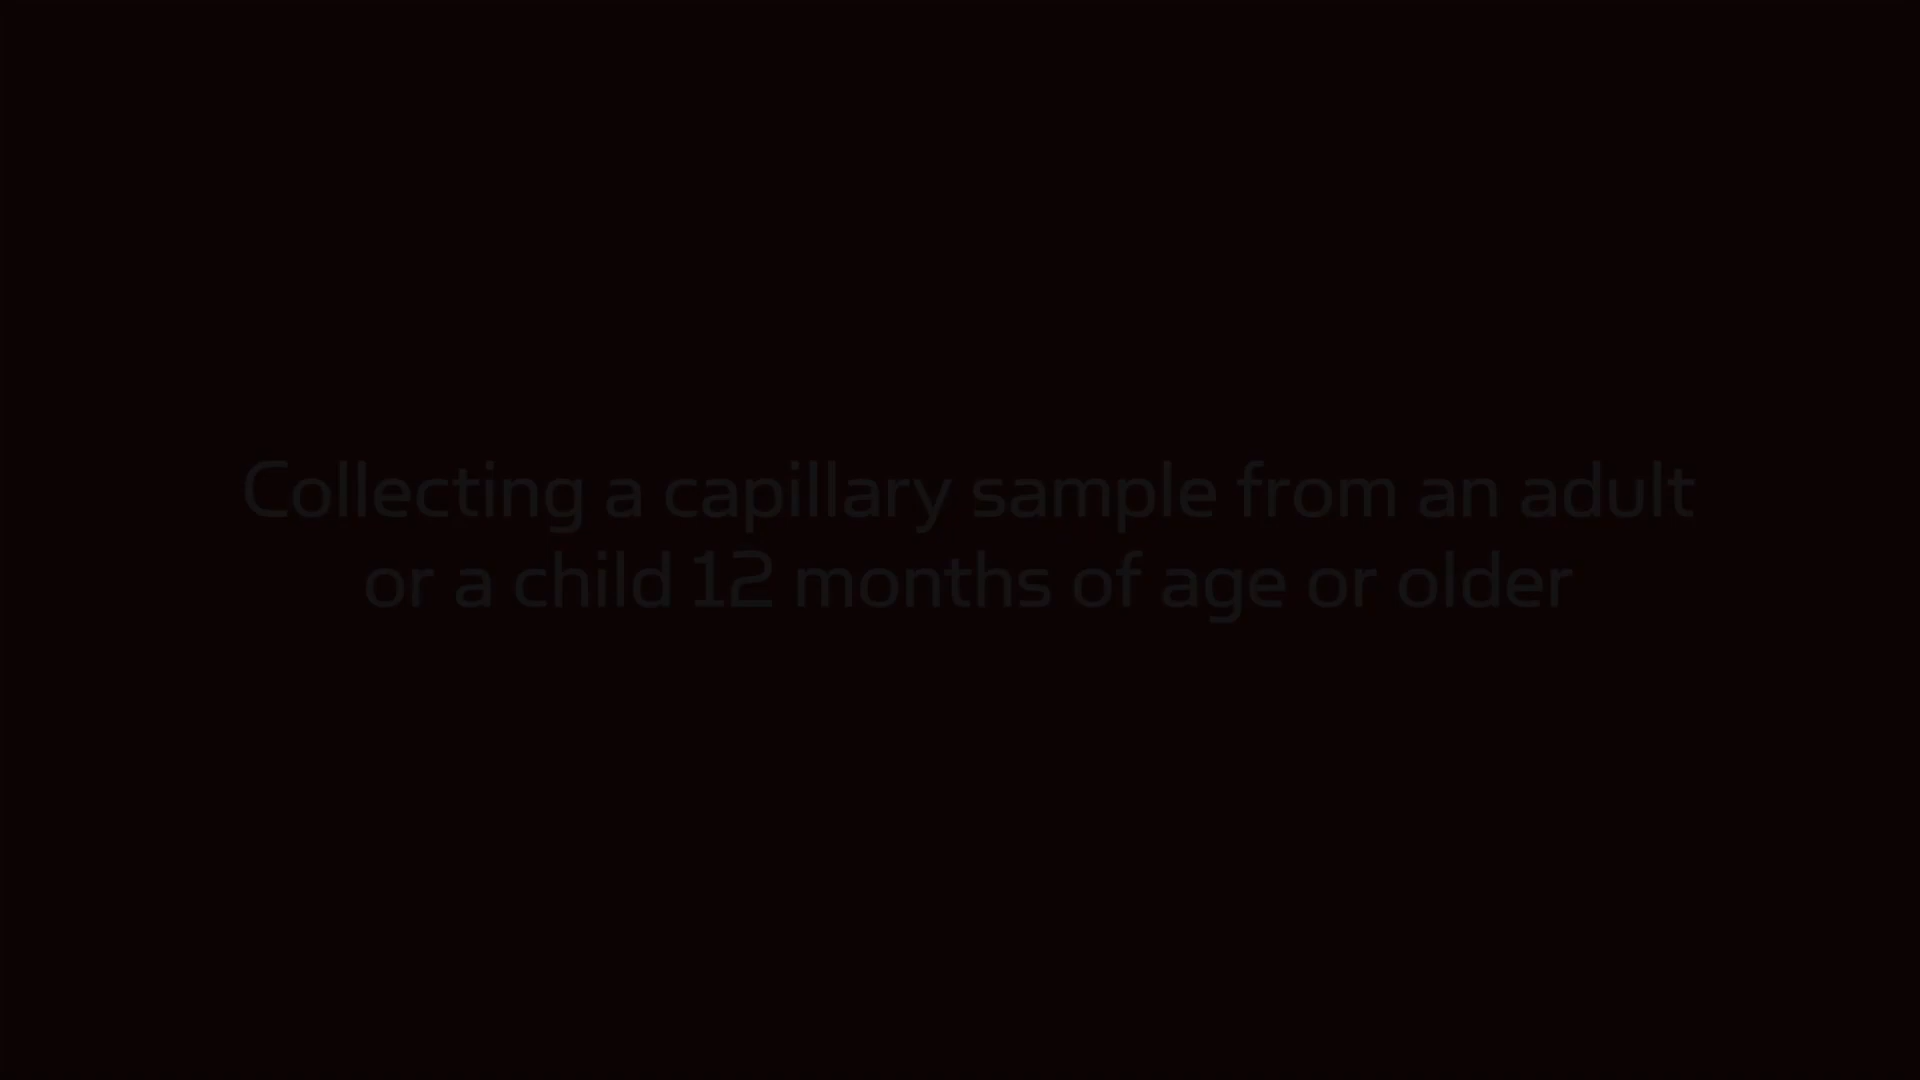 Collecting a capillary sample from an adult
or a child 12 months of age or older